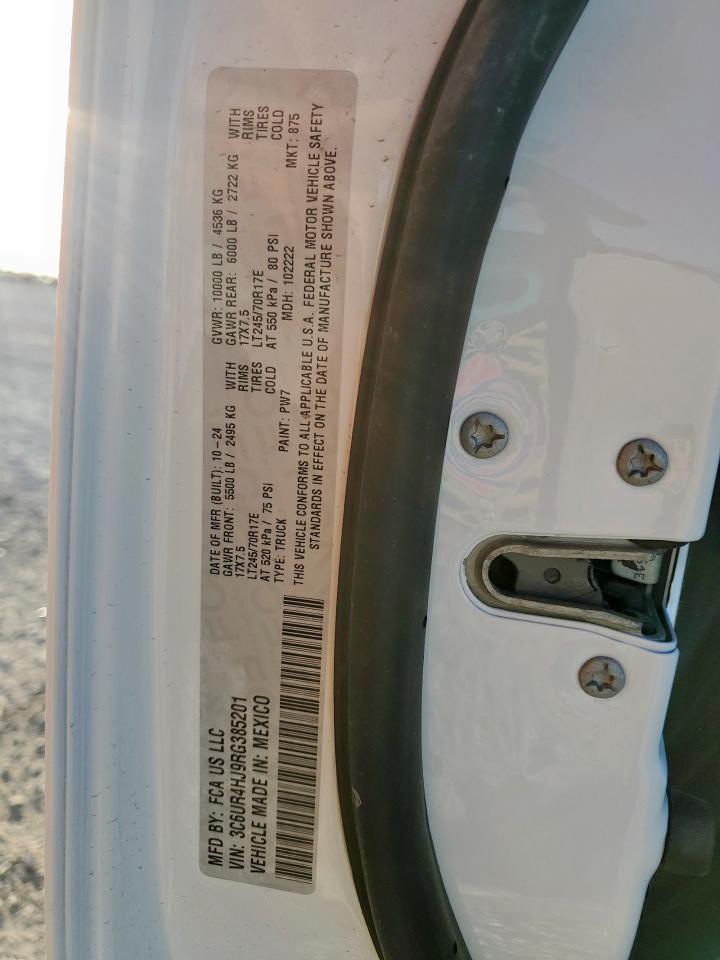 MFD BY: FCA US LLC
DATE OF MFR (BUILT): 10-24
GVWR: 10000 LB / 4536 KG
GAWR FRONT: 5500 LB / 2495 KG WITH
GAWR REAR: 6000 LB / 2722 KG WITH
17X7.5 RIMS
17X7.5 RIMS
LT245/70R17E TIRES
LT245/70R17E TIRES
AT 520 kPa / 75 PSI COLD
AT 550 kPa / 80 PSI COLD
VIN: 3C6UR4HJ9RG385201
TYPE: TRUCK PAINT: PW7 MDH: 102222 MKT: 875
VEHICLE MADE IN: MEXICO
THIS VEHICLE CONFORMS TO ALL APPLICABLE U.S.A. FEDERAL MOTOR VEHICLE SAFETY
STANDARDS IN EFFECT ON THE DATE OF MANUFACTURE SHOWN ABOVE.